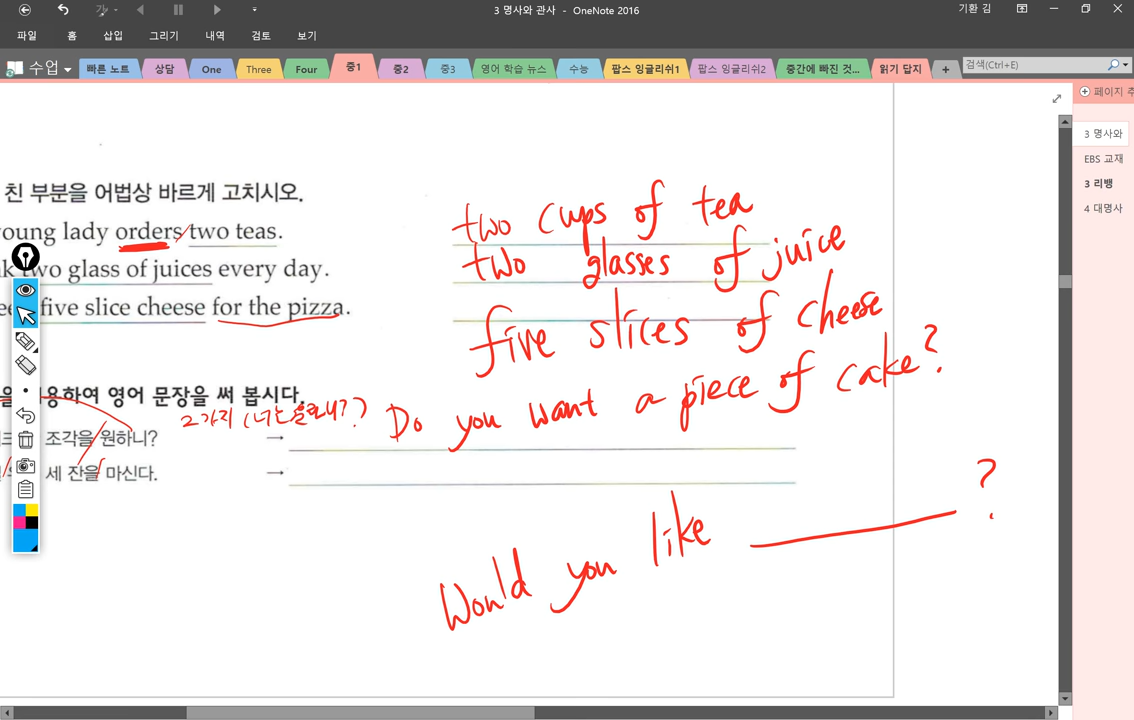 3 명사와 관사 - OneNote 2016
기환 김
파일 홈 삽입 그리기 내역 검토 보기
수업 빠른 노트 상담 One Three Four 중1 중2 중3 영어 학습 뉴스 수능 팝스 잉글리쉬1 팝스 잉글리쉬2 중간에 빠진 것... 읽기 답지 + 검색(Ctrl+E)
페이지 추
3 명사와
EBS 교재
3 리뱅
4 대명사
친 부분을 어법상 바르게 고치시오.
young lady orders two teas.
two cups of tea
two glass of juices every day.
two glasses of juice
five slice cheese for the pizza.
five slices of cheese
용하여 영어 문장을 써 봅시다.
2가지 (너는
Do you want a piece of cake?
조각을 원하니? →
세 잔을 마신다. →
Would you like ?